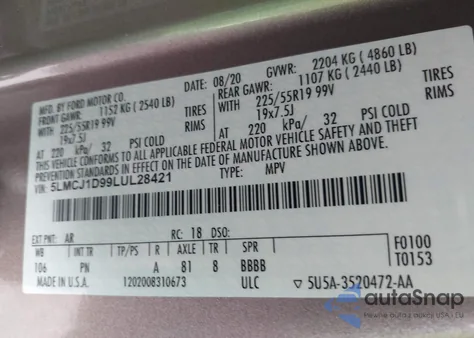 MFD. BY FORD MOTOR CO.
08/20 GVWR: 2204 KG ( 4860 LB)
FRONT GAWR: 1152 KG ( 2540 LB)
REAR GAWR: 1107 KG ( 2440 LB)
WITH 225/55R19 99V TIRES
19x7.5J RIMS
AT 220 kPa/ 32 PSI COLD
WITH 225/55R19 99V TIRES
19x7.5J RIMS
AT 220 kPa/ 32 PSI COLD
THIS VEHICLE CONFORMS TO ALL APPLICABLE FEDERAL MOTOR VEHICLE SAFETY AND THEFT PREVENTION
STANDARDS IN EFFECT ON THE DATE OF MANUFACTURE SHOWN ABOVE.
VIN: 5LMCJ1D99LUL28421
TYPE: MPV
EXT PNT: AR RC: 18 DSO:
WB INT TR TP/PS R AXLE TR SPR
106 PN A 81 8 BBBB
F0100
T0153
MADE IN U.S.A. 1202008310673 ULC ▽ 5U5A-3520472-AA
autaSnap